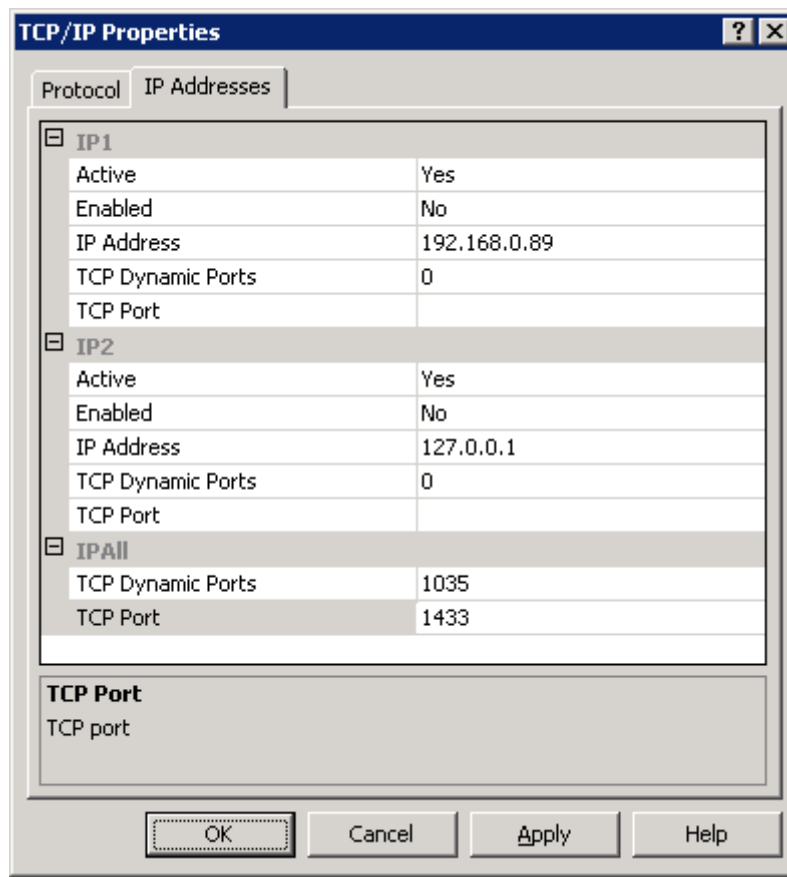 TCP/IP Properties
Protocol IP Addresses
IP1
Active Yes
Enabled No
IP Address 192.168.0.89
TCP Dynamic Ports 0
TCP Port
IP2
Active Yes
Enabled No
IP Address 127.0.0.1
TCP Dynamic Ports 0
TCP Port
IPAll
TCP Dynamic Ports 1035
TCP Port 1433
TCP Port
TCP port
OK Cancel Apply Help